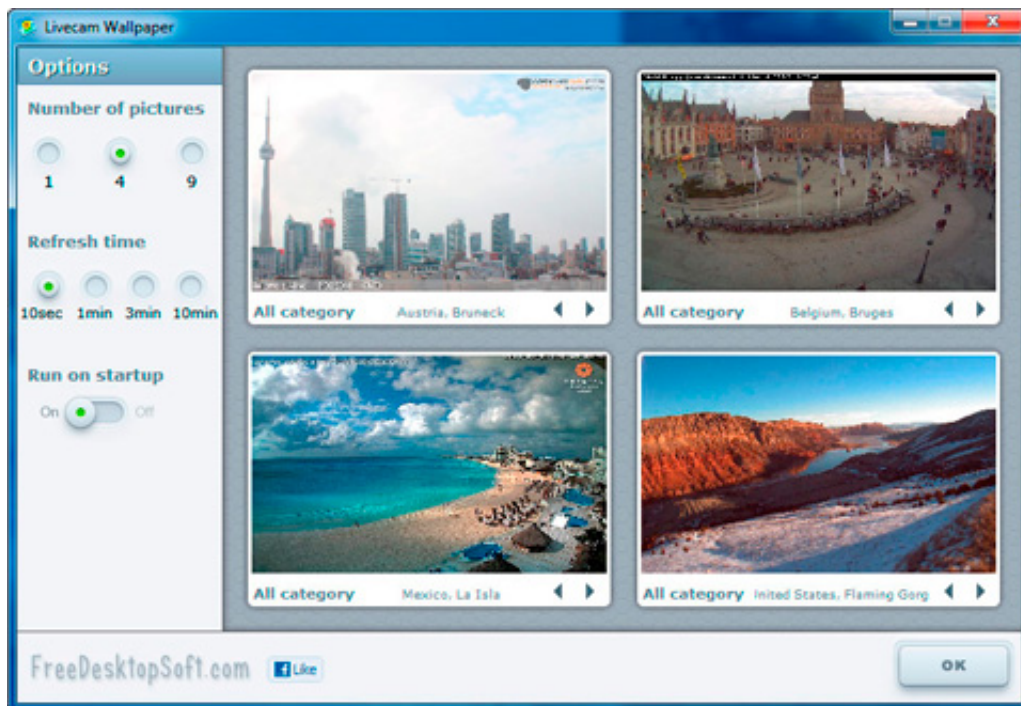 Livecam Wallpaper
Options
Number of pictures
1 4 9
Refresh time
10sec 1min 3min 10min
Run on startup
On Off
All category Austria, Bruneck
All category Belgium, Bruges
All category Mexico, La Isla
All category Inited States, Flaming Gorg
FreeDesktopSoft.com
Like
OK